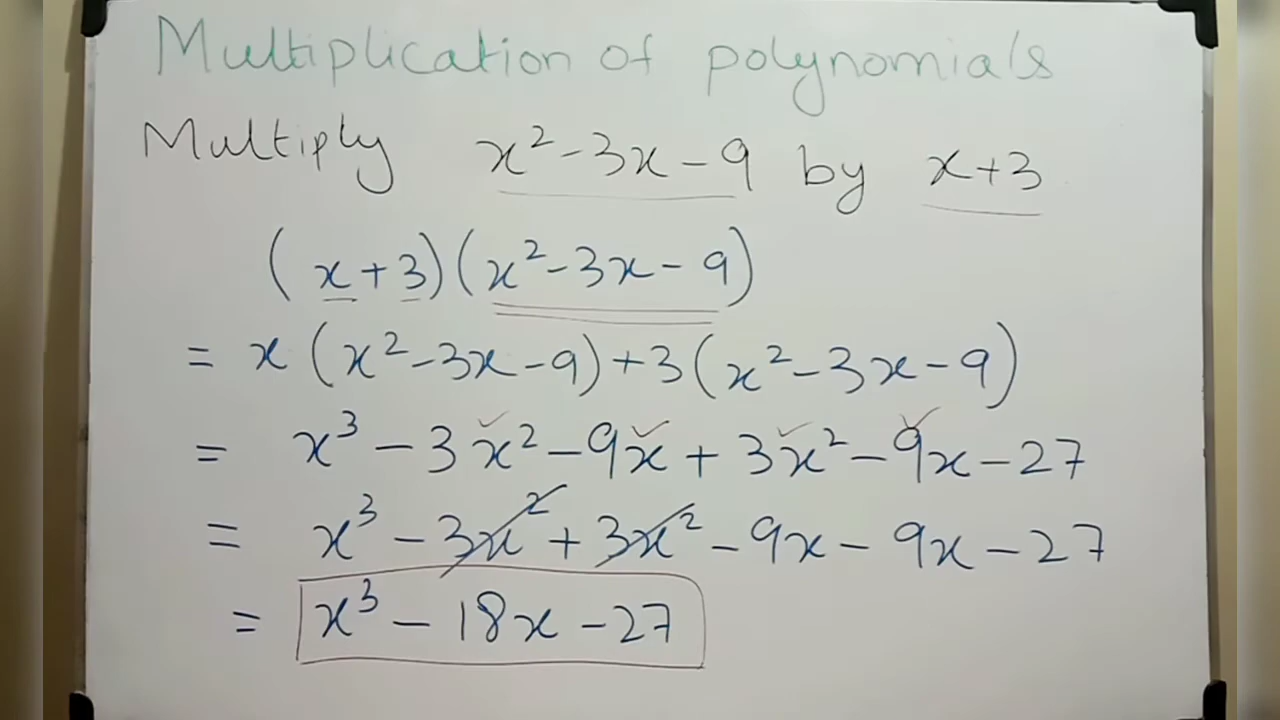 Multiplication of polynomials
Multiply x²-3x-9 by x+3
(x+3)(x²-3x-9)
= x(x²-3x-9)+3(x²-3x-9)
= x³-3x²-9x+3x²-9x-27
= x³-3x²+3x²-9x-9x-27
= x³-18x-27